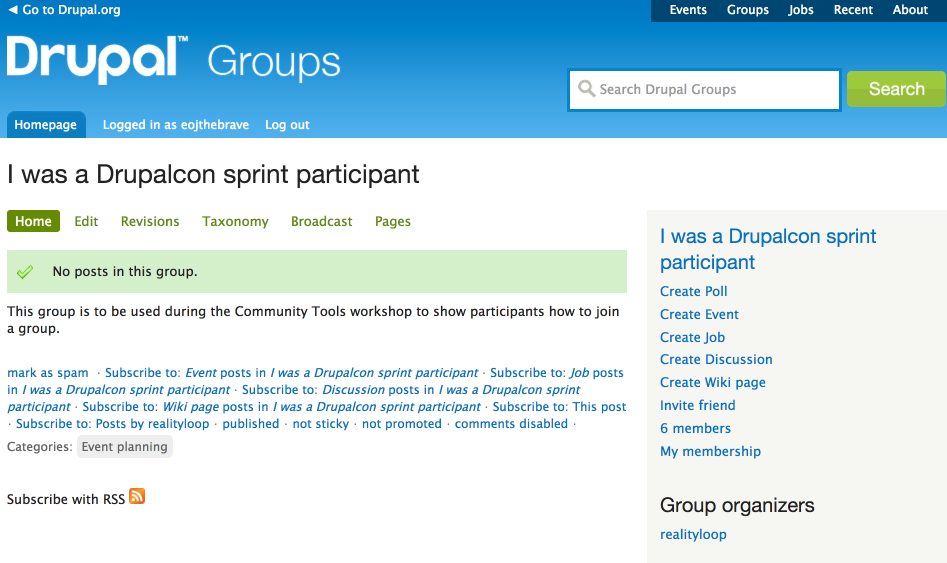 ◀ Go to Drupal.org
Events Groups Jobs Recent About
Drupal™ Groups
Search Drupal Groups
Search
Homepage Logged in as eojthebrave Log out
I was a Drupalcon sprint participant
Home Edit Revisions Taxonomy Broadcast Pages
No posts in this group.
This group is to be used during the Community Tools workshop to show participants how to join
a group.
mark as spam · Subscribe to: Event posts in I was a Drupalcon sprint participant · Subscribe to: Job posts
in I was a Drupalcon sprint participant · Subscribe to: Discussion posts in I was a Drupalcon sprint
participant · Subscribe to: Wiki page posts in I was a Drupalcon sprint participant · Subscribe to: This post
· Subscribe to: Posts by realityloop · published · not sticky · not promoted · comments disabled ·
Categories: Event planning
Subscribe with RSS
I was a Drupalcon sprint
participant
Create Poll
Create Event
Create Job
Create Discussion
Create Wiki page
Invite friend
6 members
My membership
Group organizers
realityloop